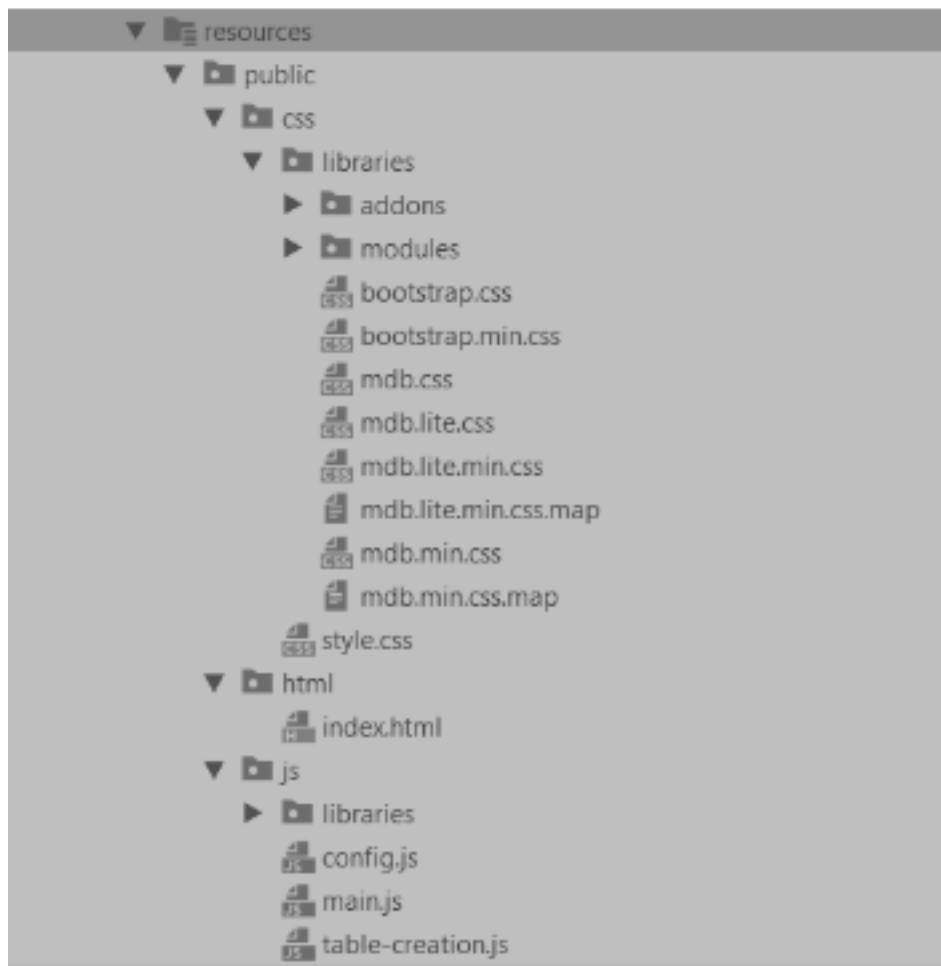 resources
public
css
libraries
addons
modules
bootstrap.css
bootstrap.min.css
mdb.css
mdb.lite.css
mdb.lite.min.css
mdb.lite.min.css.map
mdb.min.css
mdb.min.css.map
style.css
html
index.html
js
libraries
config.js
main.js
table-creation.js